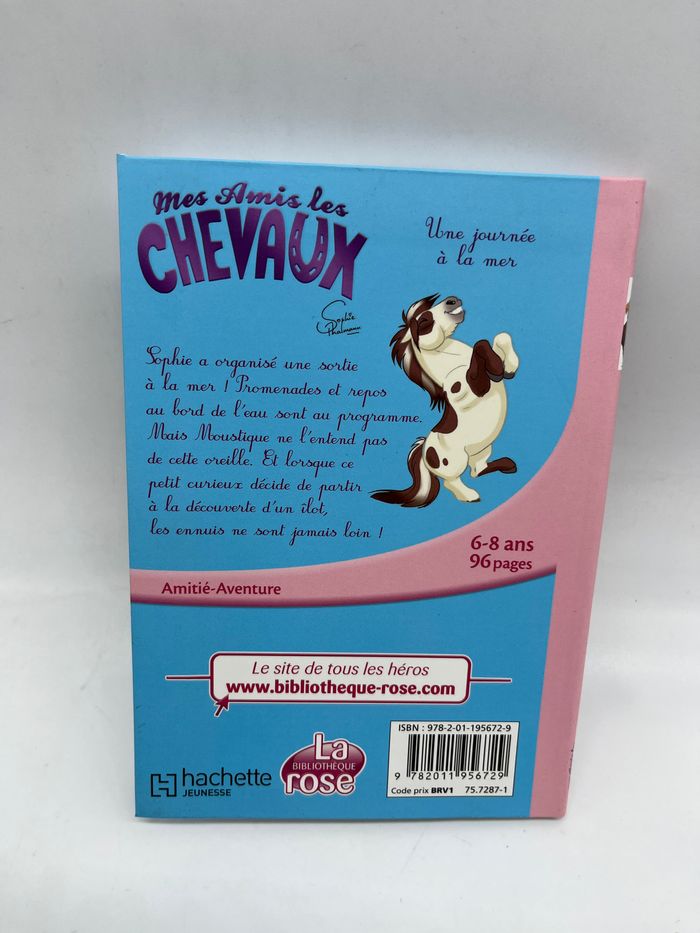 Mes Amis les
CHEVAUX
Sophie
Thalmann
Une journée
à la mer
Sophie a organisé une sortie
à la mer ! Promenades et repos
au bord de l'eau sont au programme.
Mais Moustique ne l'entend pas
de cette oreille. Et lorsque ce
petit curieux décide de partir
à la découverte d'un îlot,
les ennuis ne sont jamais loin !
6-8 ans
96 pages
Amitié-Aventure
Le site de tous les héros
www.bibliotheque-rose.com
hachette
JEUNESSE
La
BIBLIOTHÈQUE
rose
ISBN : 978-2-01-195672-9
9 782011 956729
Code prix BRV1 75.7287-1